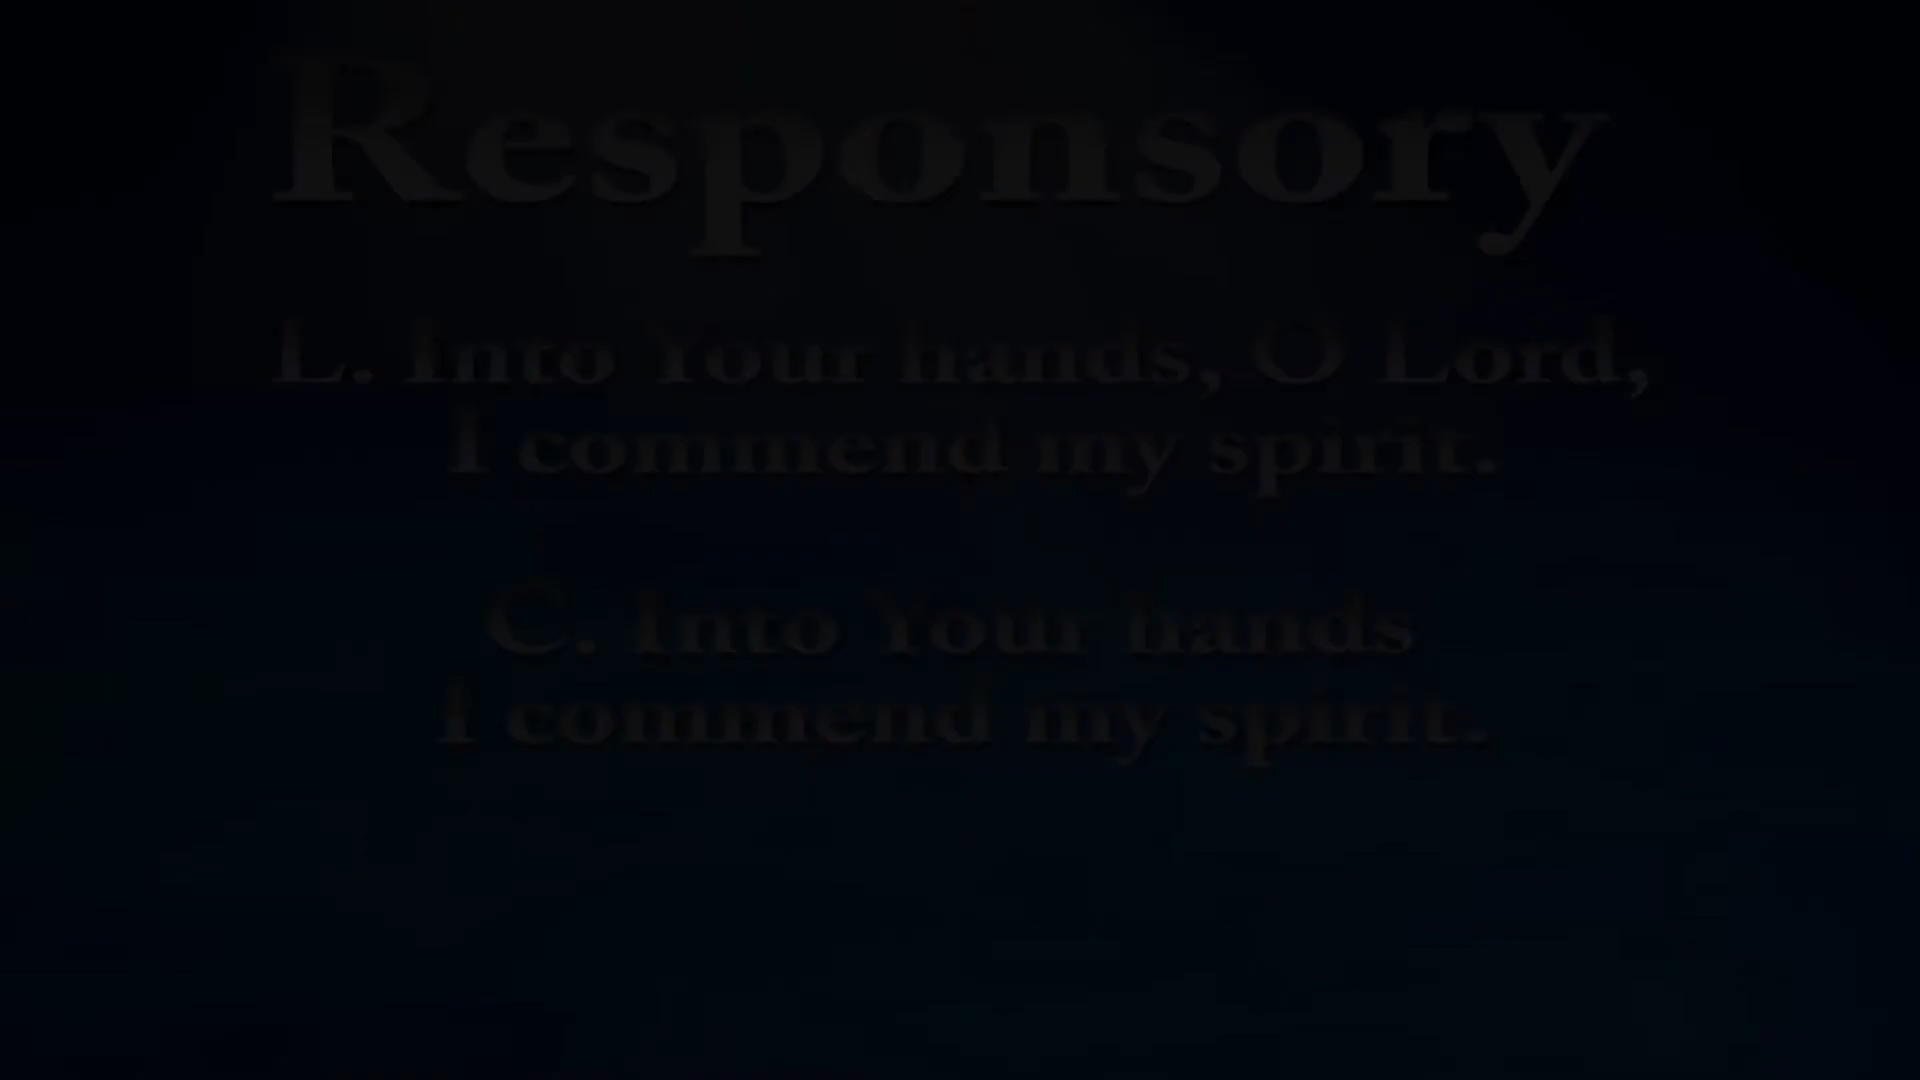 Responsory
L. Into Your hands, O Lord,
I commend my spirit.
C. Into Your hands
I commend my spirit.